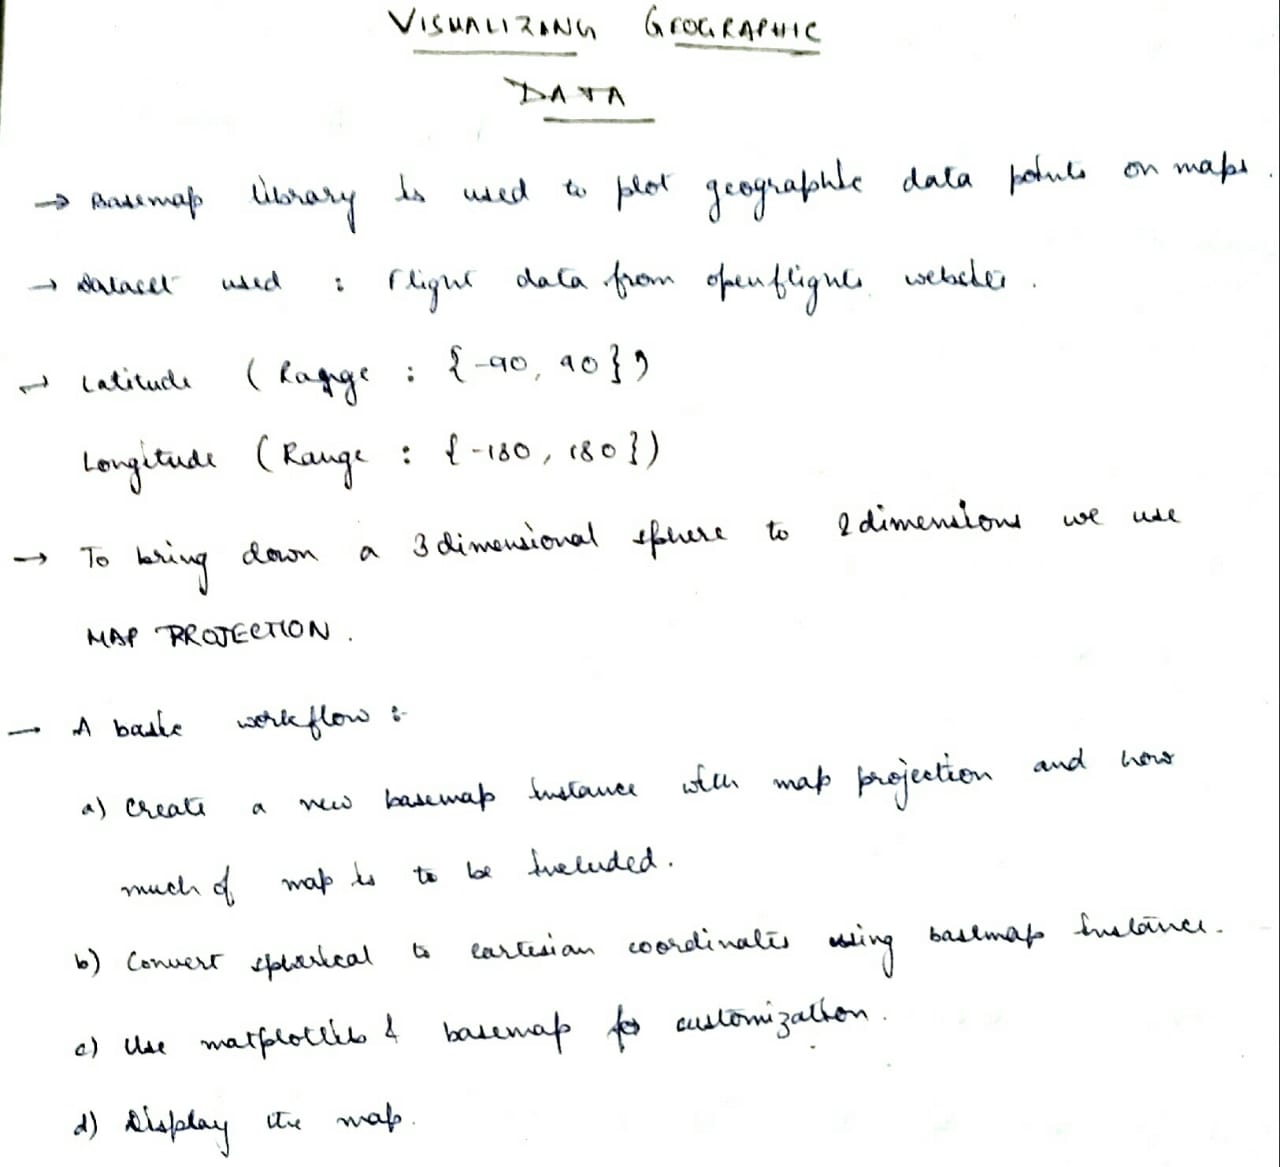 VISUALIZING GEOGRAPHIC
DATA
→ Basemap library is used to plot geographic data points on maps.
→ Dataset used : Flight data from openflights website.
→ Latitude (Range : {-90, 90})
Longitude (Range : {-180, 180})
→ To bring down a 3 dimensional sphere to 2 dimensions we use
MAP PROJECTION.
— A basic workflow :-
a) Create a new basemap instance with map projection and how
much of map is to be included.
b) Convert spherical to cartesian coordinates using basemap instance.
c) Use matplotlib & basemap for customization.
d) Display the map.